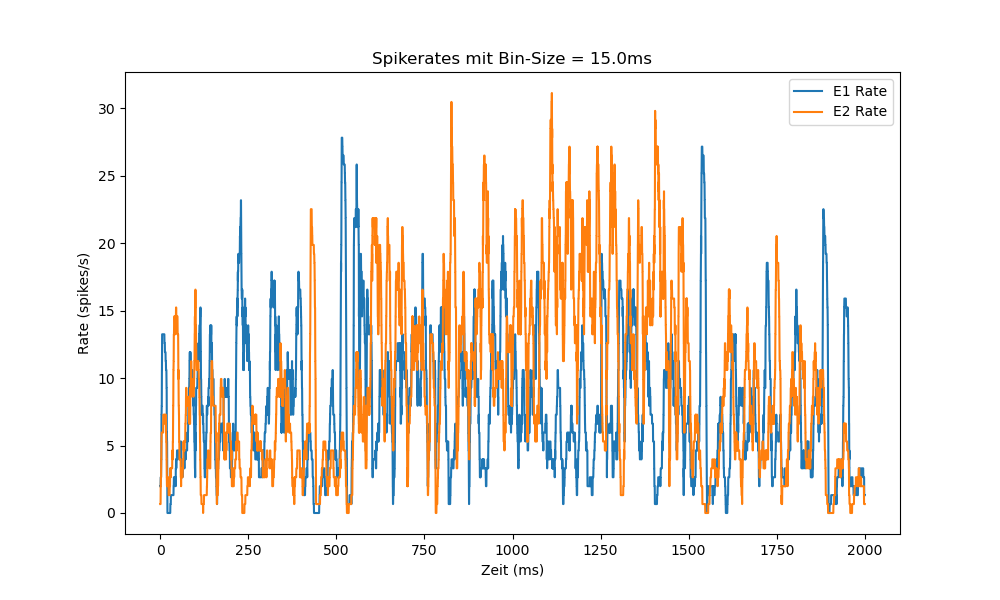 Spikerates mit Bin-Size = 15.0ms
E1 Rate
E2 Rate
30
25
20
15
10
5
0
Rate (spikes/s)
0 250 500 750 1000 1250 1500 1750 2000
Zeit (ms)